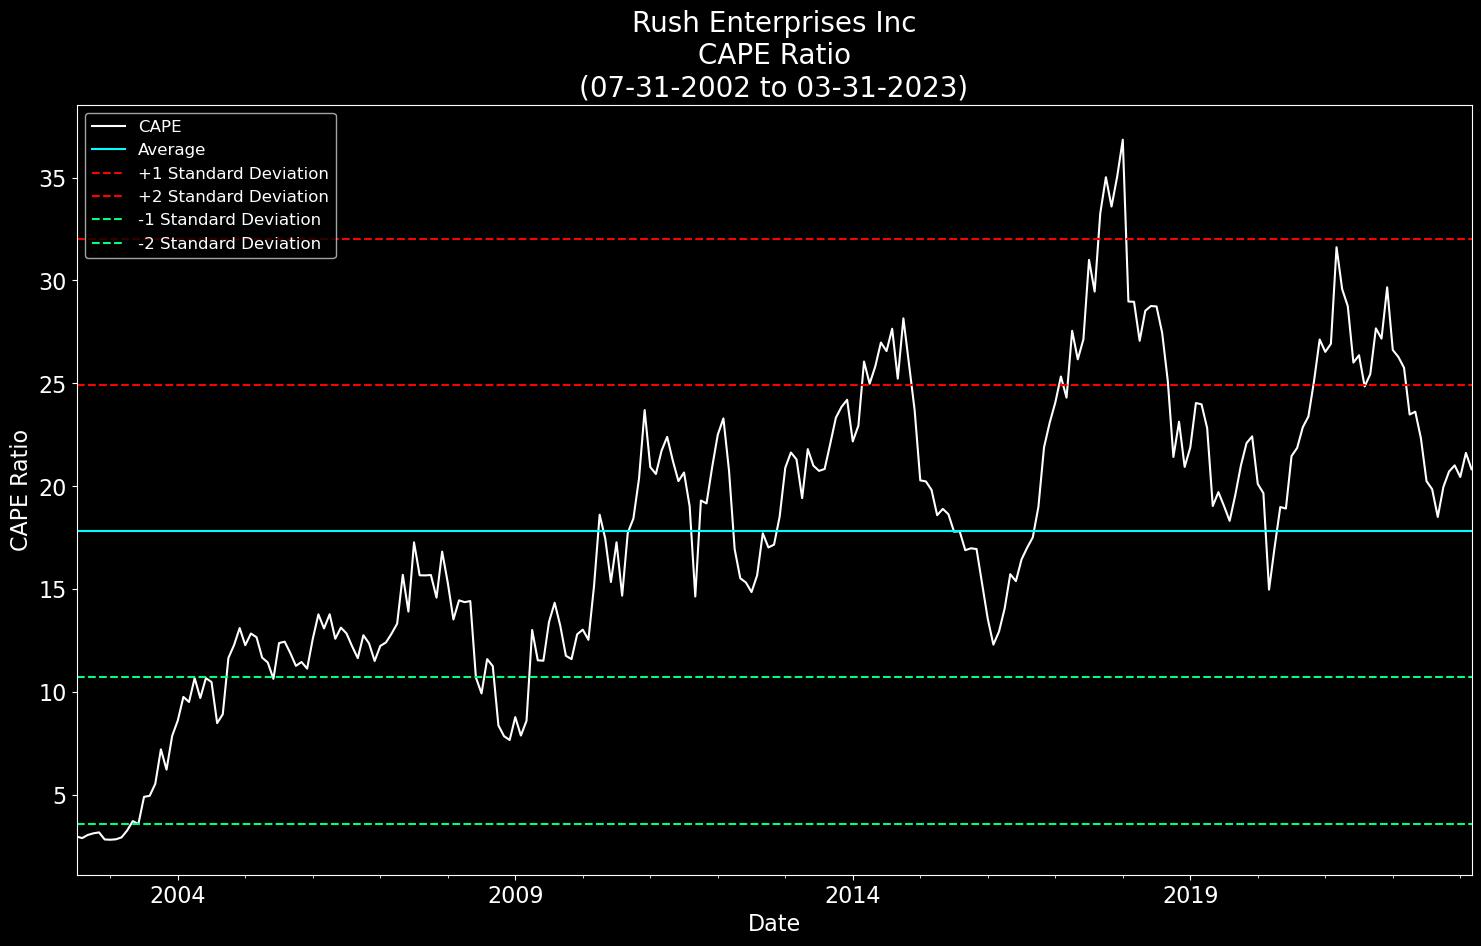 Rush Enterprises Inc
CAPE Ratio
(07-31-2002 to 03-31-2023)
CAPE
Average
+1 Standard Deviation
+2 Standard Deviation
-1 Standard Deviation
-2 Standard Deviation
35
30
25
20
15
10
5
CAPE Ratio
2004
2009
2014
2019
Date